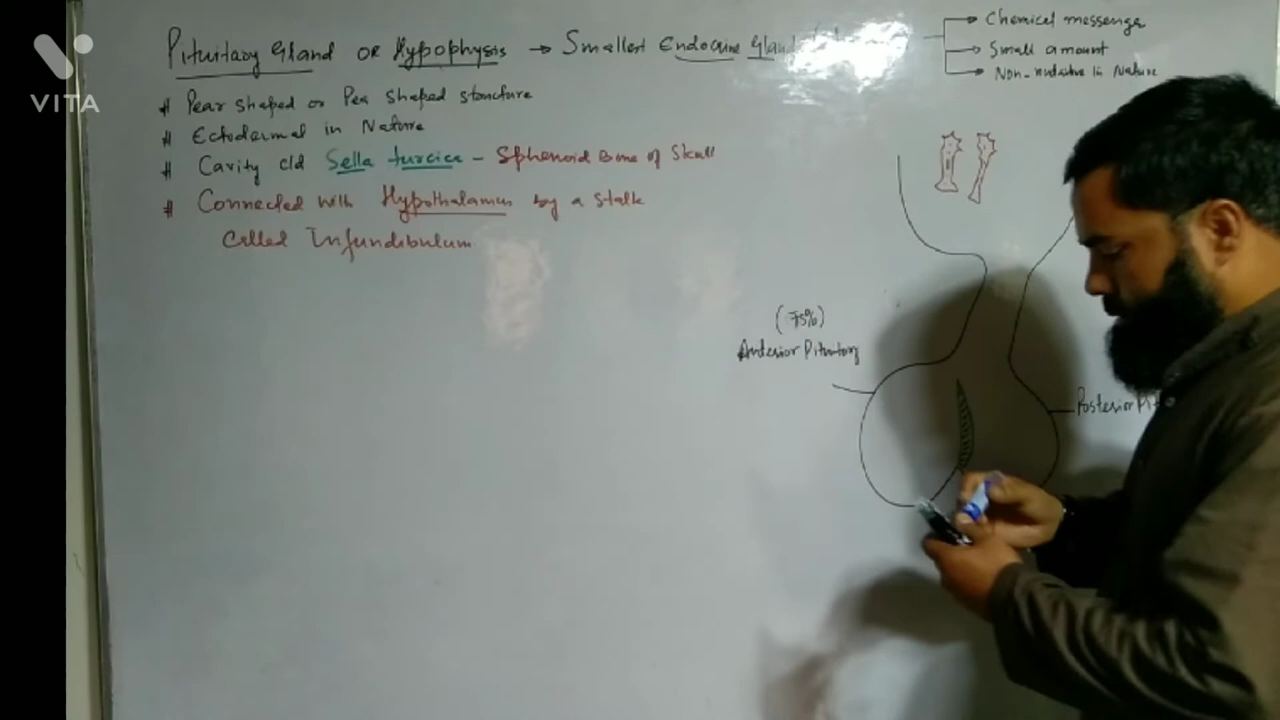 VITA
Pituitary Gland or Hypophysis → Smallest Endocrine Gland
→ Chemical messenger
→ Small amount
→ Non-nutritive in Nature
# Pear shaped or Pea shaped structure
# Ectodermal in Nature
# Cavity c/d Sella turcica - Sphenoid Bone of Skull
# Connected with Hypothalamus by a stalk
called Infundibulum
(75%)
Anterior Pituitary
Posterior Pit